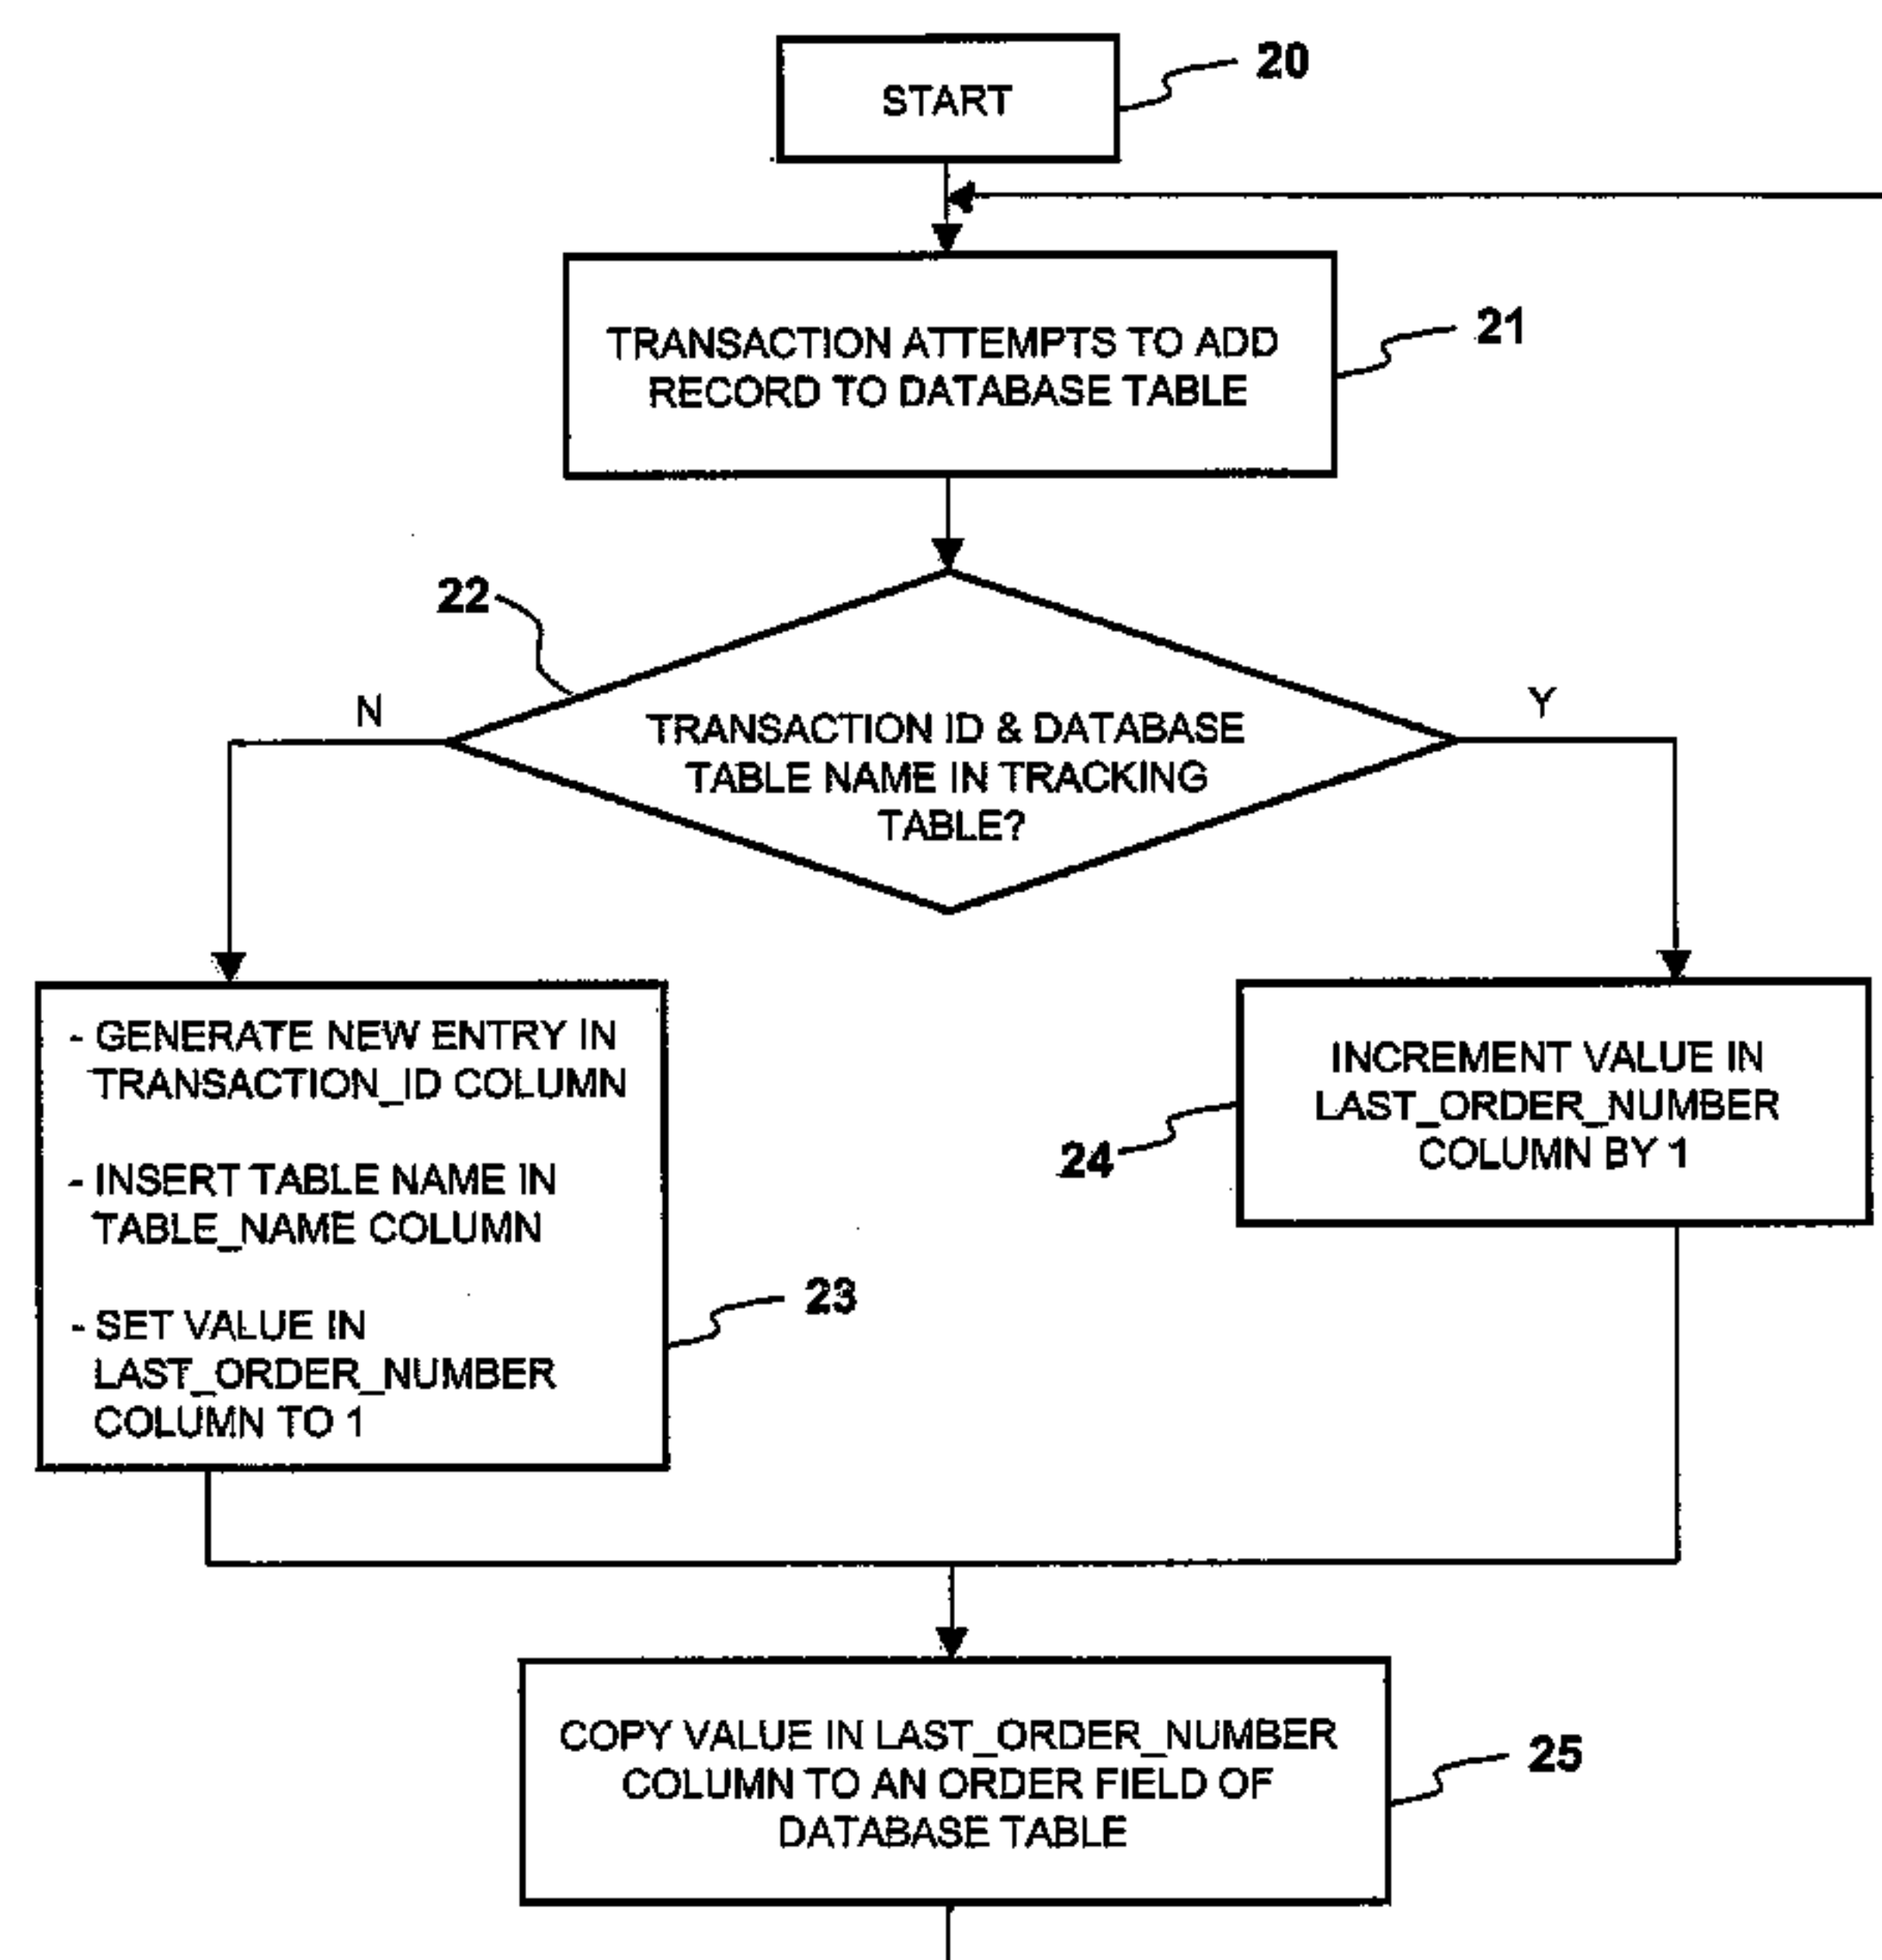 START
20
TRANSACTION ATTEMPTS TO ADD
RECORD TO DATABASE TABLE
21
22
N
Y
TRANSACTION ID & DATABASE
TABLE NAME IN TRACKING
TABLE?
- GENERATE NEW ENTRY IN
TRANSACTION_ID COLUMN
- INSERT TABLE NAME IN
TABLE_NAME COLUMN
- SET VALUE IN
LAST_ORDER_NUMBER
COLUMN TO 1
23
INCREMENT VALUE IN
LAST_ORDER_NUMBER
COLUMN BY 1
24
COPY VALUE IN LAST_ORDER_NUMBER
COLUMN TO AN ORDER FIELD OF
DATABASE TABLE
25